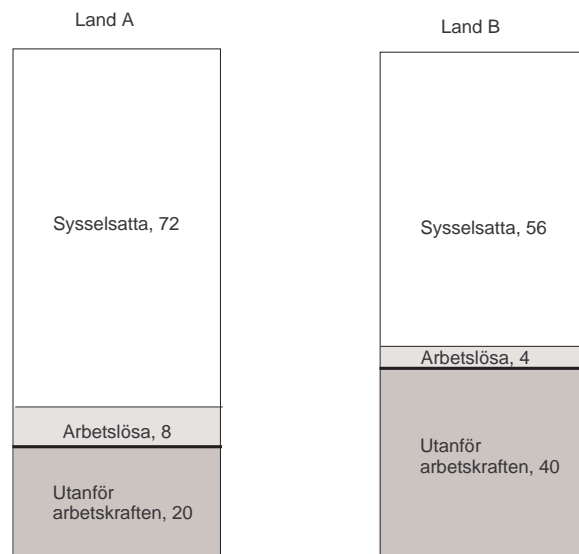 Land A
Sysselsatta, 72
Arbetslösa, 8
Utanför
arbetskraften, 20
Land B
Sysselsatta, 56
Arbetslösa, 4
Utanför
arbetskraften, 40